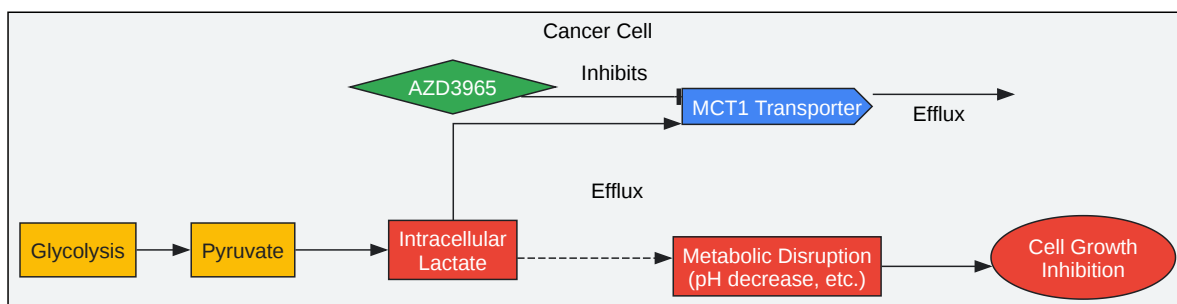 Cancer Cell
AZD3965
Inhibits
MCT1 Transporter
Efflux
Efflux
Glycolysis
Pyruvate
Intracellular
Lactate
Metabolic Disruption
(pH decrease, etc.)
Cell Growth
Inhibition